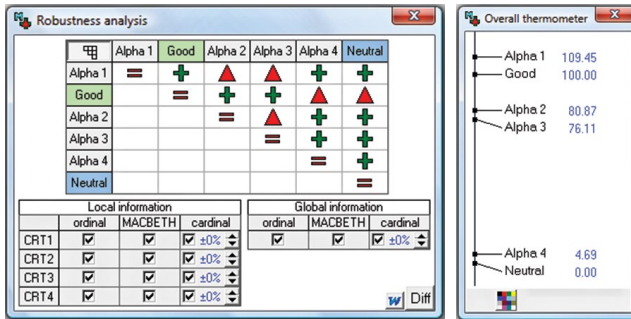 Robustness analysis
Alpha 1 Good Alpha 2 Alpha 3 Alpha 4 Neutral
Alpha 1
Good
Alpha 2
Alpha 3
Alpha 4
Neutral
Local information
ordinal MACBETH cardinal
CRT1 ±0%
CRT2 ±0%
CRT3 ±0%
CRT4 ±0%
Global information
ordinal MACBETH cardinal
±0%
W Diff
Overall thermometer
Alpha 1 109.45
Good 100.00
Alpha 2 80.87
Alpha 3 76.11
Alpha 4 4.69
Neutral 0.00